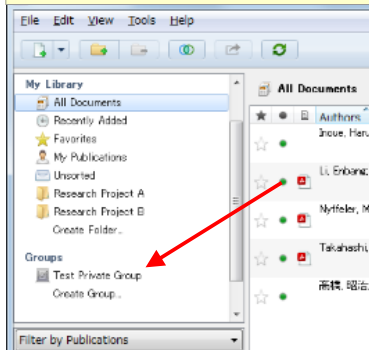 File Edit View Tools Help
My Library
All Documents
Recently Added
Favorites
My Publications
Unsorted
Research Project A
Research Project B
Create Folder..
Groups
Test Private Group
Create Group..
Filter by Publications
All Documents
Authors
Inoue, Haru
Li, Enbang;
Nytfeler, M
Takahashi,
高橋, 昭治;